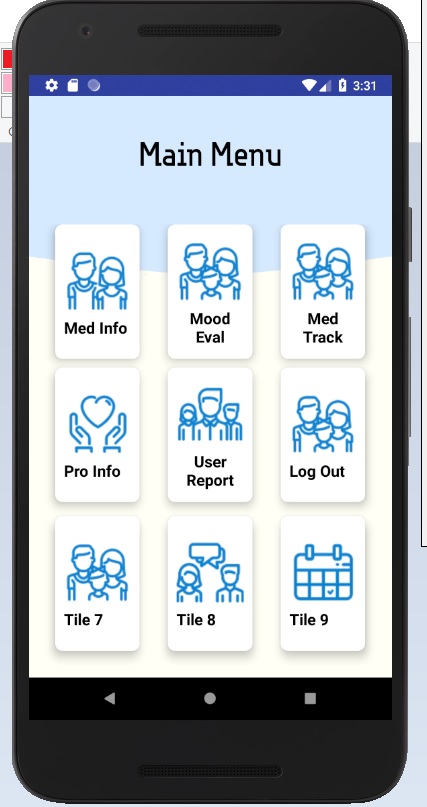 3:31
Main Menu
Med Info
Mood
Eval
Med
Track
Pro Info
User
Report
Log Out
Tile 7
Tile 8
Tile 9